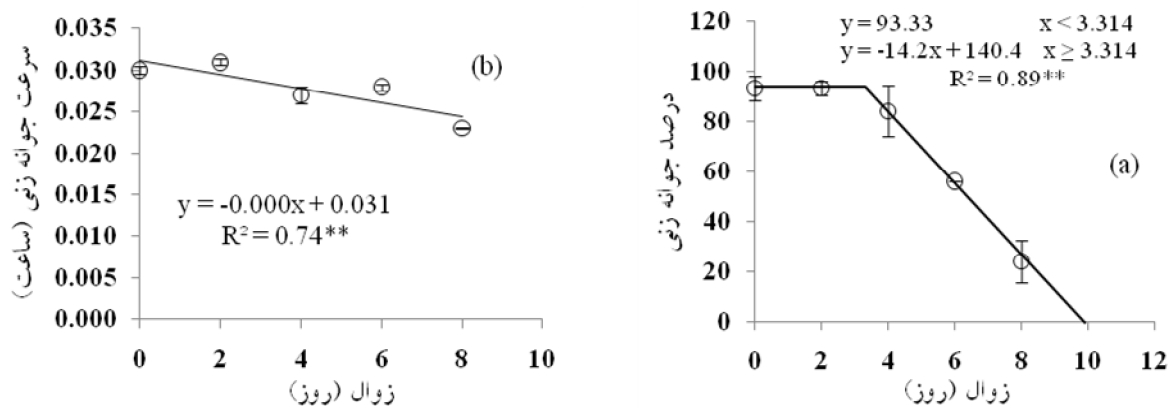 0.035
0.030
0.025
0.020
0.015
0.010
0.005
0.000
0 2 4 6 8 10
سرعت جوانه زنی (ساعت)
زوال (روز)
(b)
y = -0.000x + 0.031
R² = 0.74**
y = 93.33 x < 3.314
y = -14.2x + 140.4 x ≥ 3.314
R² = 0.89**
120
100
80
60
40
20
0
0 2 4 6 8 10 12
درصد جوانه زنی
زوال (روز)
(a)